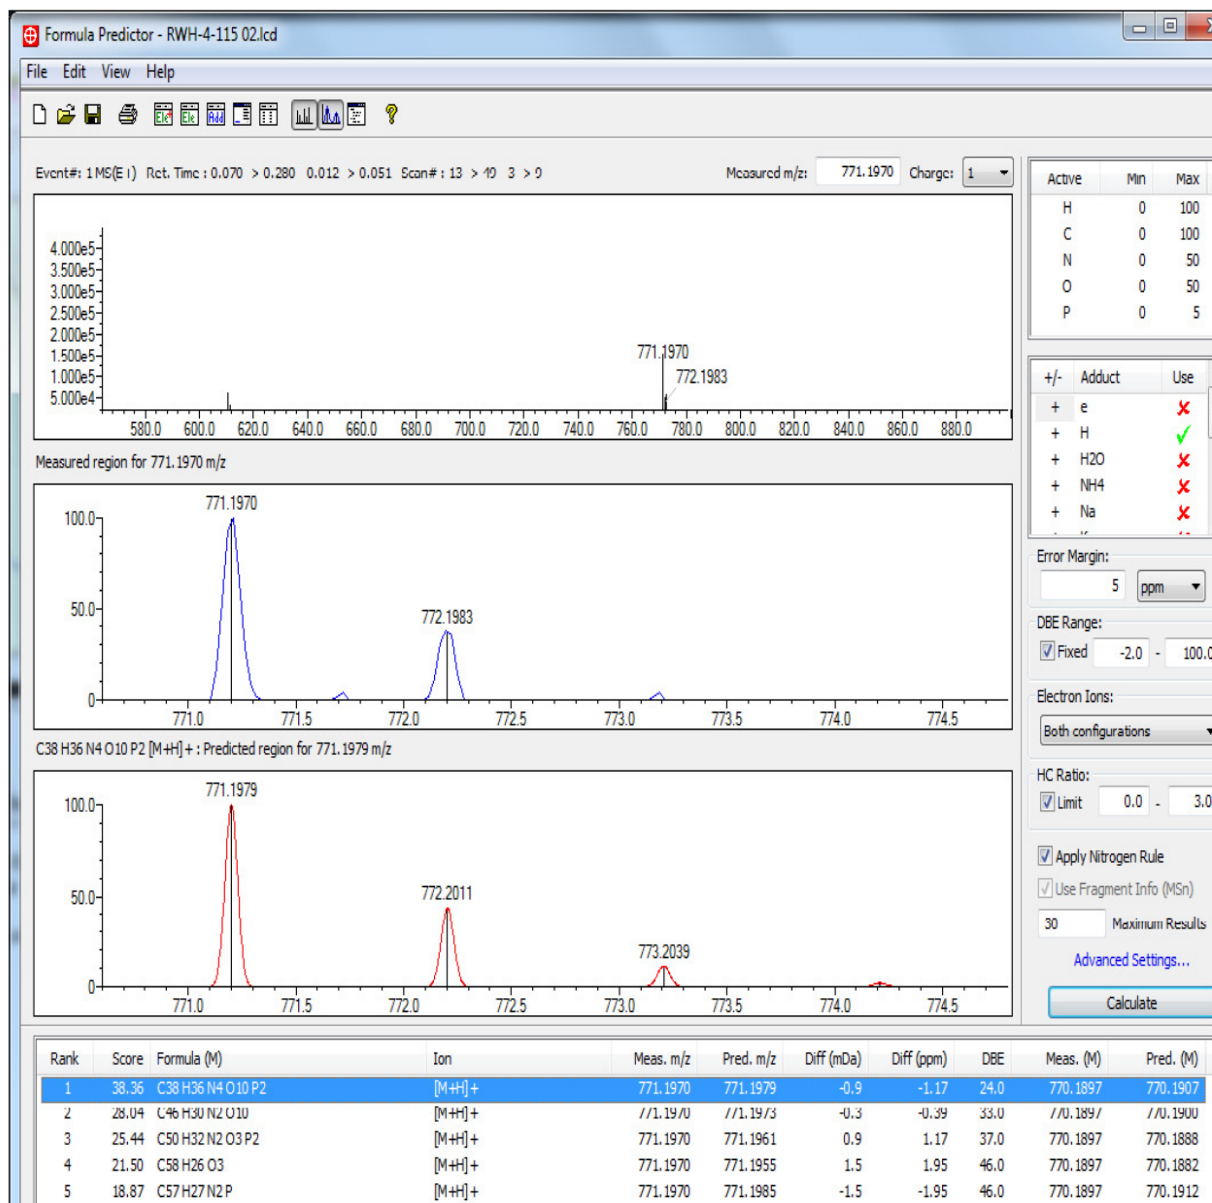 Formula Predictor - RWH-4-115 02.lcd
File Edit View Help
Event#: 1 MS(E+) Ret. Time : 0.070 > 0.280 0.012 > 0.051 Scan# : 13 > 49 3 > 9
Measured m/z: 771.1970 Charge: 1
4.000e5
3.500e5
3.000e5
2.500e5
2.000e5
1.500e5
1.000e5
5.000e4
771.1970
772.1983
580.0 600.0 620.0 640.0 660.0 680.0 700.0 720.0 740.0 760.0 780.0 800.0 820.0 840.0 860.0 880.0
Measured region for 771.1970 m/z
771.1970
772.1983
100.0
50.0
0
771.0 771.5 772.0 772.5 773.0 773.5 774.0 774.5
C38 H36 N4 O10 P2 [M+H]+ : Predicted region for 771.1979 m/z
771.1979
772.2011
773.2039
100.0
50.0
0
771.0 771.5 772.0 772.5 773.0 773.5 774.0 774.5
Active Min Max
H 0 100
C 0 100
N 0 50
O 0 50
P 0 5
+/- Adduct Use
+ e
+ H
+ H2O
+ NH4
+ Na
Error Margin:
5 ppm
DBE Range:
Fixed -2.0 - 100.0
Electron Ions:
Both configurations
HC Ratio:
Limit 0.0 - 3.0
Apply Nitrogen Rule
Use Fragment Info (MSn)
30 Maximum Results
Advanced Settings...
Calculate
Rank Score Formula (M) Ion Meas. m/z Pred. m/z Diff (mDa) Diff (ppm) DBE Meas. (M) Pred. (M)
1 38.36 C38 H36 N4 O10 P2 [M+H]+ 771.1970 771.1979 -0.9 -1.17 24.0 770.1897 770.1907
2 28.04 C46 H30 N2 O10 [M+H]+ 771.1970 771.1973 -0.3 -0.39 33.0 770.1897 770.1900
3 25.44 C50 H32 N2 O3 P2 [M+H]+ 771.1970 771.1961 0.9 1.17 37.0 770.1897 770.1888
4 21.50 C58 H26 O3 [M+H]+ 771.1970 771.1955 1.5 1.95 46.0 770.1897 770.1882
5 18.87 C57 H27 N2 P [M+H]+ 771.1970 771.1985 -1.5 -1.95 46.0 770.1897 770.1912